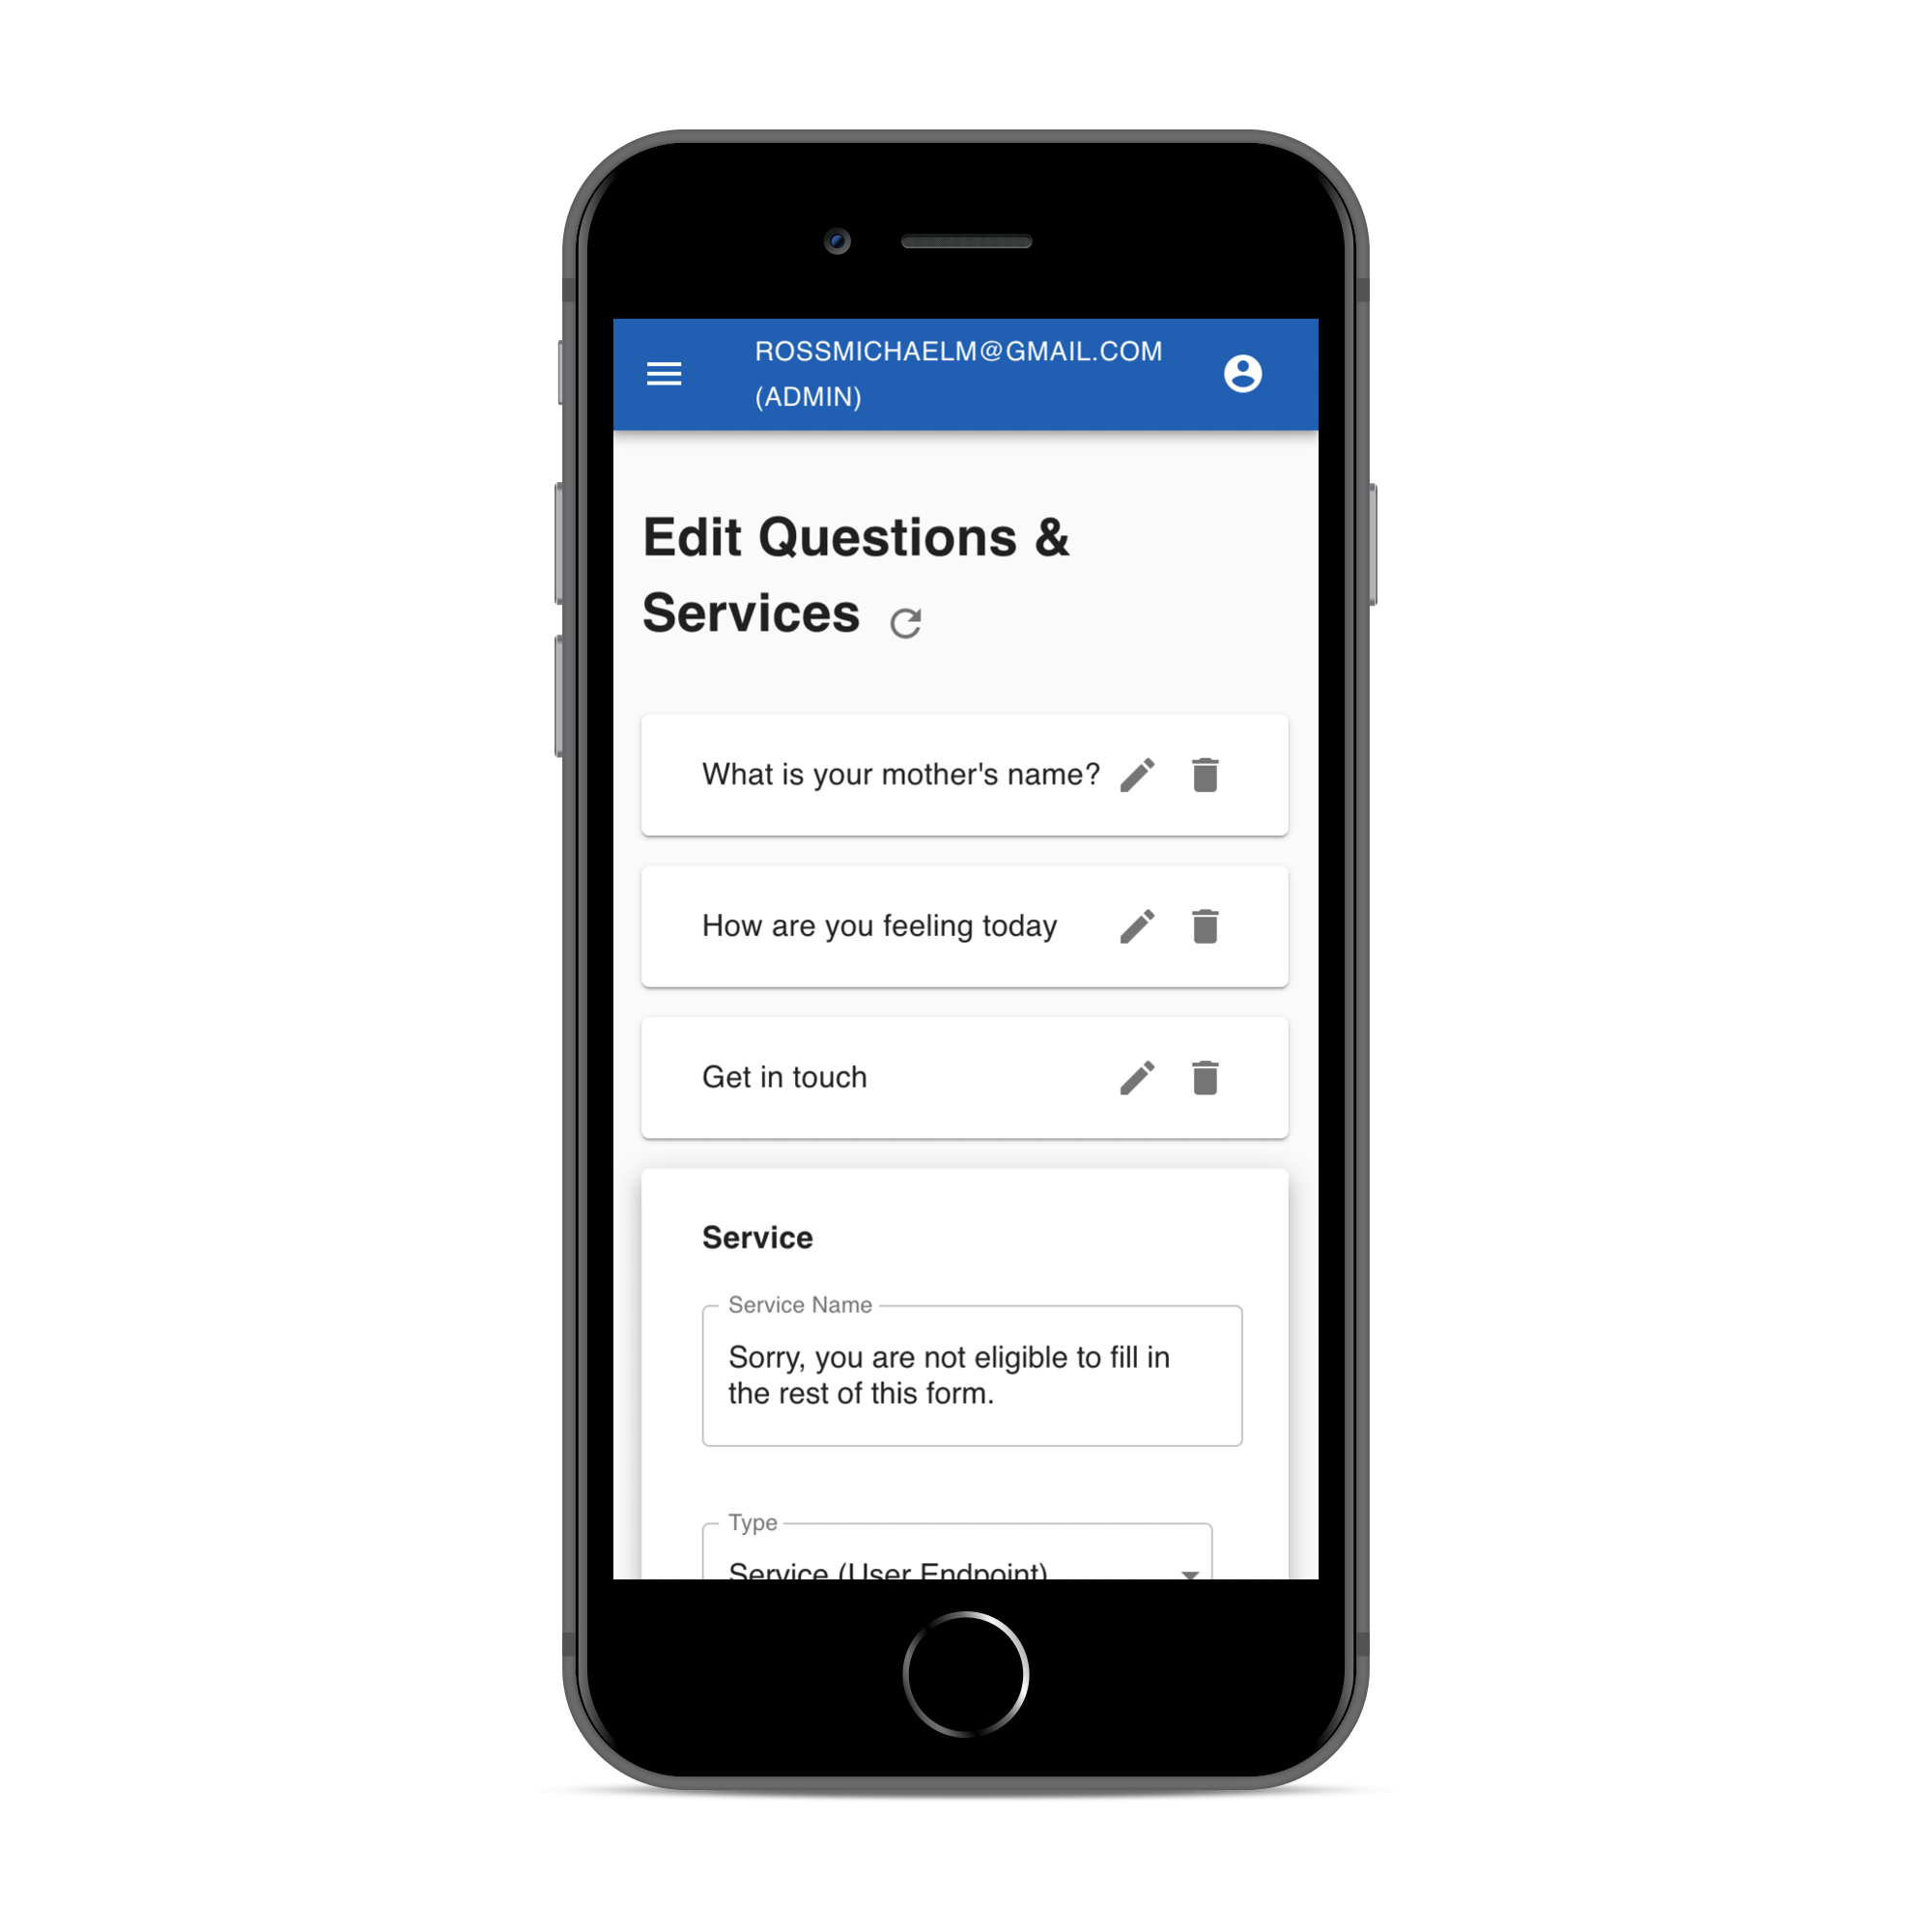 ROSSMICHAELM@GMAIL.COM
(ADMIN)
Edit Questions &
Services
What is your mother's name?
How are you feeling today
Get in touch
Service
Service Name
Sorry, you are not eligible to fill in
the rest of this form.
Type
Service (User Endpoint)